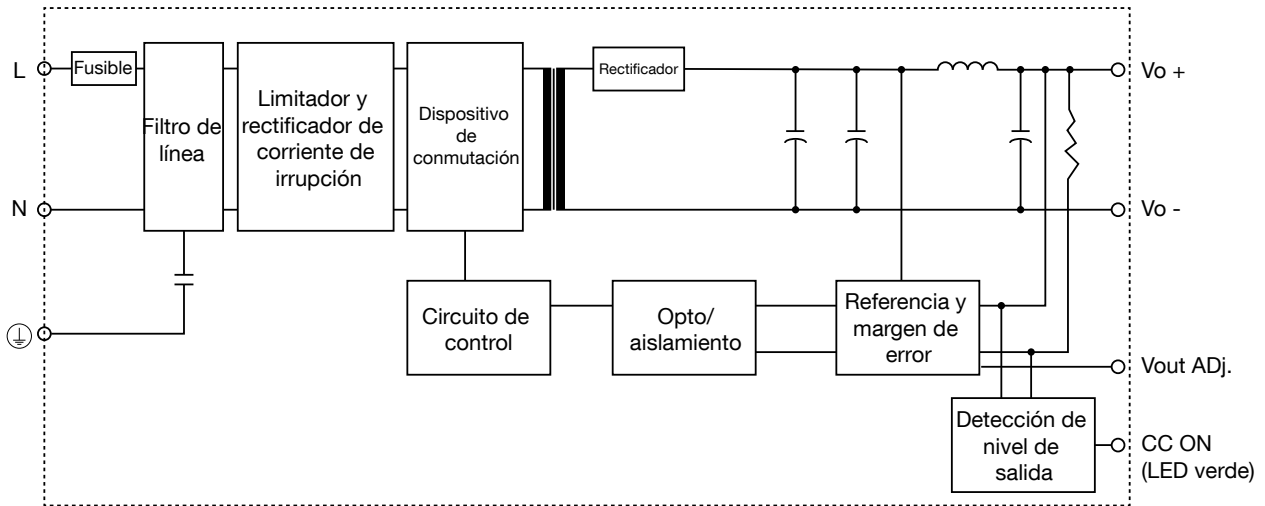 L
Fusible
Filtro de
línea
Limitador y
rectificador de
corriente de
irrupción
Dispositivo
de
conmutación
Rectificador
Vo +
N
Vo -
Circuito de
control
Opto/
aislamiento
Referencia y
margen de
error
Vout ADj.
Detección de
nivel de
salida
CC ON
(LED verde)